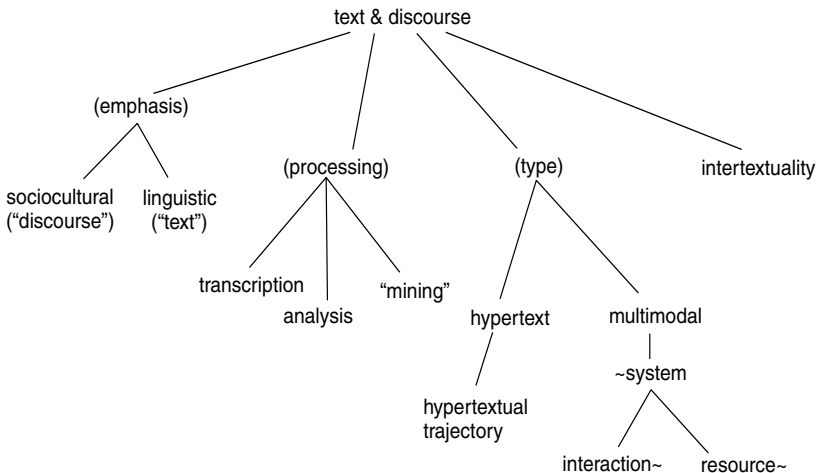 text & discourse
(emphasis)
(processing)
(type)
intertextuality
sociocultural
(“discourse”)
linguistic
(“text”)
transcription
analysis
“mining”
hypertext
multimodal
~system
hypertextual
trajectory
interaction~
resource~